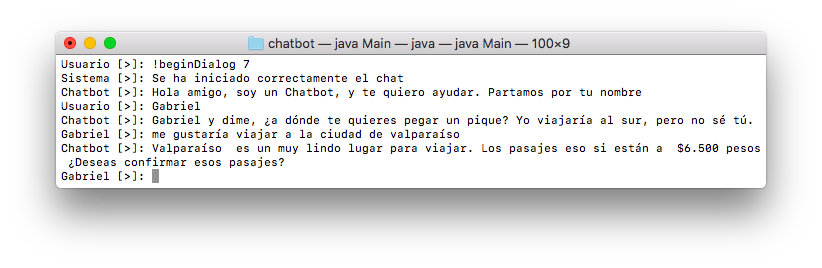 chatbot — java Main — java — java Main — 100×9
Usuario [>]: !beginDialog 7
Sistema [>]: Se ha iniciado correctamente el chat
Chatbot [>]: Hola amigo, soy un Chatbot, y te quiero ayudar. Partamos por tu nombre
Usuario [>]: Gabriel
Chatbot [>]: Gabriel y dime, ¿a dónde te quieres pegar un pique? Yo viajaría al sur, pero no sé tú.
Gabriel [>]: me gustaría viajar a la ciudad de valparaíso
Chatbot [>]: Valparaíso  es un muy lindo lugar para viajar. Los pasajes eso si están a  $6.500 pesos
¿Deseas confirmar esos pasajes?
Gabriel [>]: